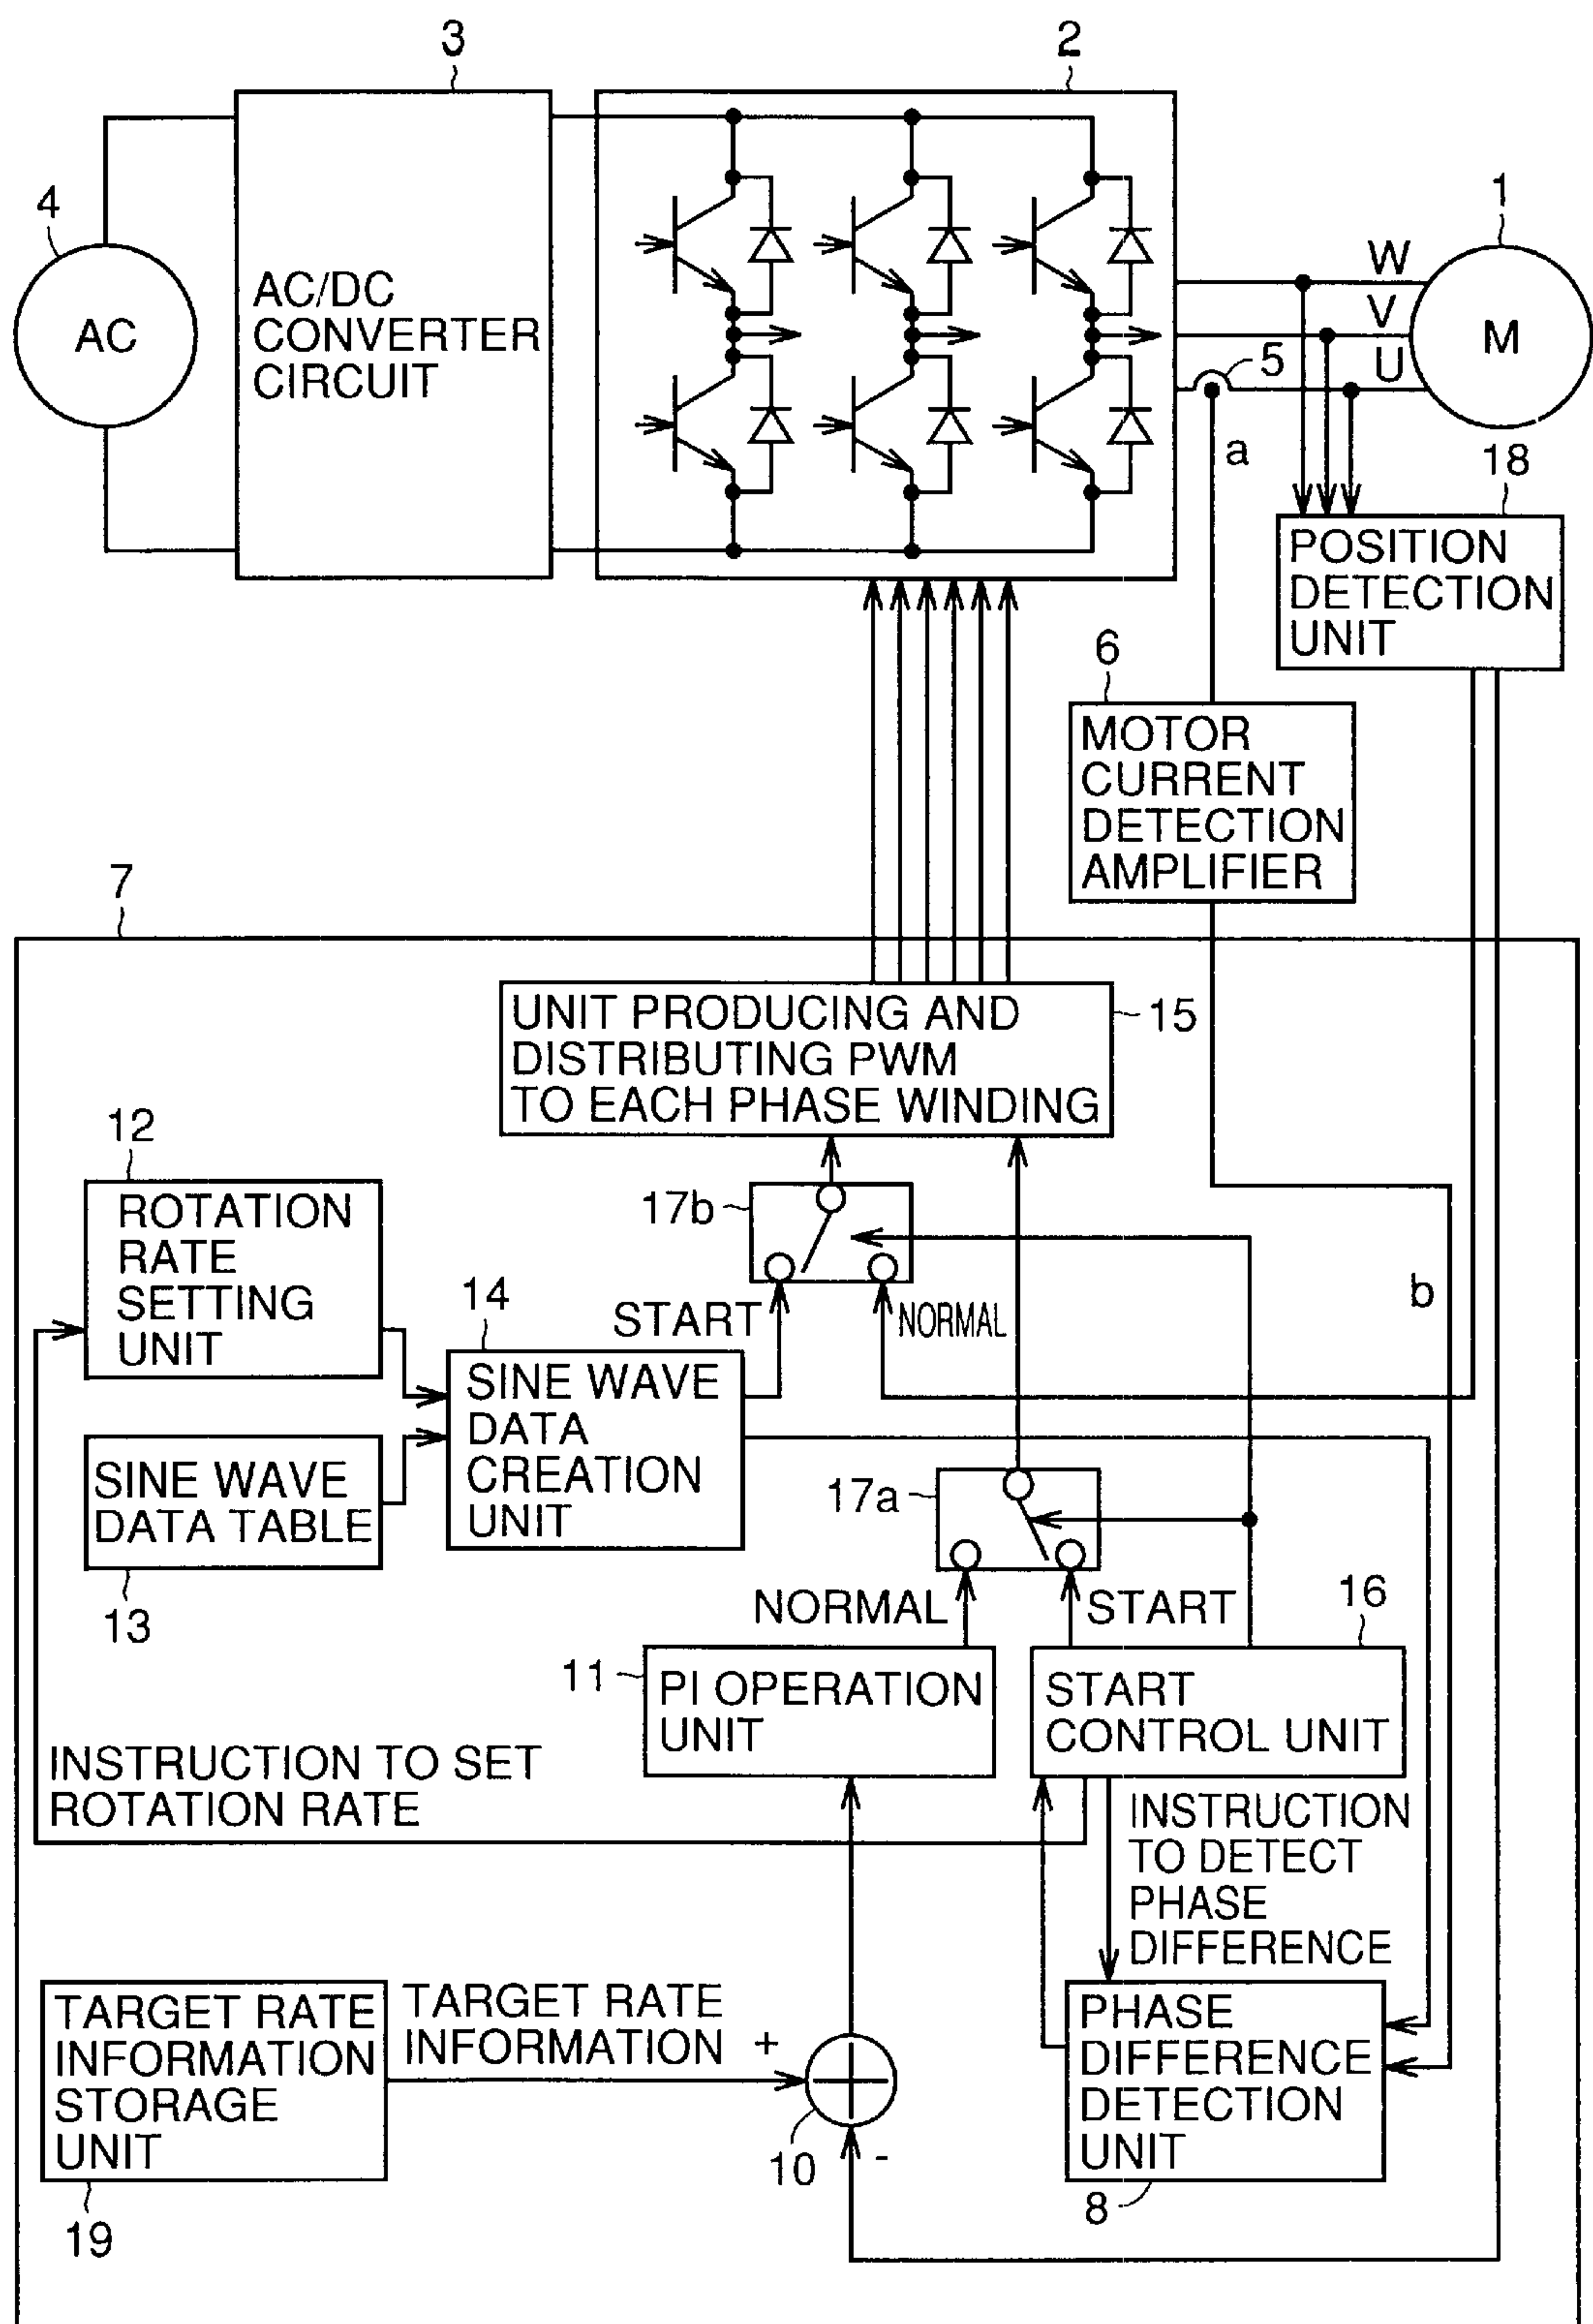 3
2
4
1
AC
AC/DC
CONVERTER
CIRCUIT
W
V
U
M
5
a
18
POSITION
DETECTION
UNIT
6
MOTOR
CURRENT
DETECTION
AMPLIFIER
7
UNIT PRODUCING AND
DISTRIBUTING PWM
TO EACH PHASE WINDING
15
12
ROTATION
RATE
SETTING
UNIT
17b
START
NORMAL
b
14
SINE WAVE
DATA
CREATION
UNIT
SINE WAVE
DATA TABLE
13
17a
NORMAL
START
16
11
PI OPERATION
UNIT
START
CONTROL UNIT
INSTRUCTION TO SET
ROTATION RATE
INSTRUCTION
TO DETECT
PHASE
DIFFERENCE
TARGET RATE
INFORMATION
STORAGE
UNIT
19
TARGET RATE
INFORMATION
+
10
-
PHASE
DIFFERENCE
DETECTION
UNIT
8